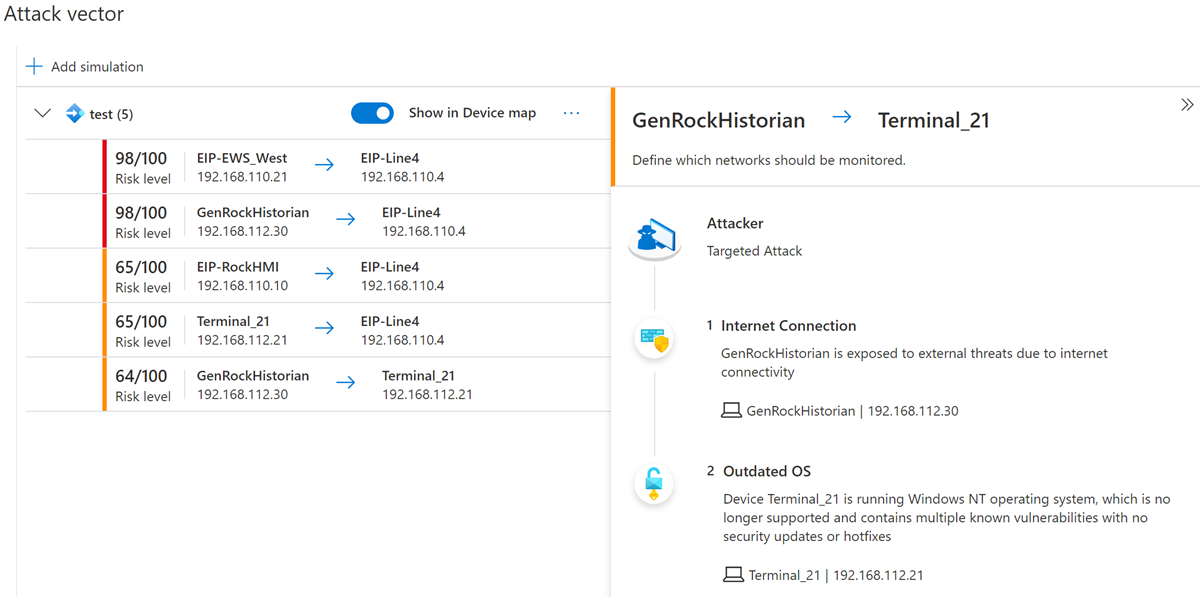 Attack vector
Add simulation
test (5)
Show in Device map
...
98/100
Risk level
EIP-EWS_West
192.168.110.21
EIP-Line4
192.168.110.4
98/100
Risk level
GenRockHistorian
192.168.112.30
EIP-Line4
192.168.110.4
65/100
Risk level
EIP-RockHMI
192.168.110.10
EIP-Line4
192.168.110.4
65/100
Risk level
Terminal_21
192.168.112.21
EIP-Line4
192.168.110.4
64/100
Risk level
GenRockHistorian
192.168.112.30
Terminal_21
192.168.112.21
GenRockHistorian → Terminal_21
Define which networks should be monitored.
Attacker
Targeted Attack
1 Internet Connection
GenRockHistorian is exposed to external threats due to internet
connectivity
GenRockHistorian | 192.168.112.30
2 Outdated OS
Device Terminal_21 is running Windows NT operating system, which is no
longer supported and contains multiple known vulnerabilities with no
security updates or hotfixes
Terminal_21 | 192.168.112.21